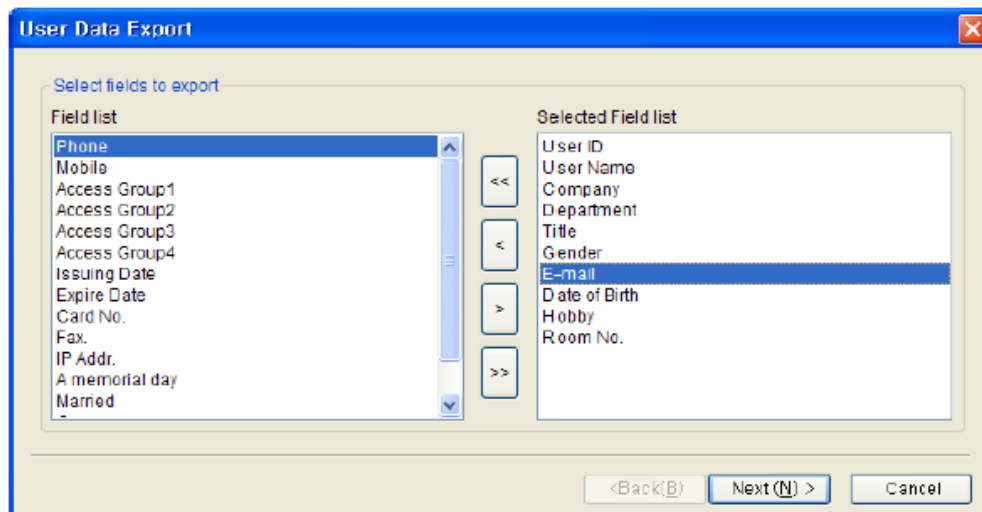 User Data Export
Select fields to export
Field list
Phone
Mobile
Access Group1
Access Group2
Access Group3
Access Group4
Issuing Date
Expire Date
Card No.
Fax.
IP Addr.
A memorial day
Married
<<
<
>
>>
Selected Field list
User ID
User Name
Company
Department
Title
Gender
E-mail
Date of Birth
Hobby
Room No.
<Back(B)
Next (N) >
Cancel